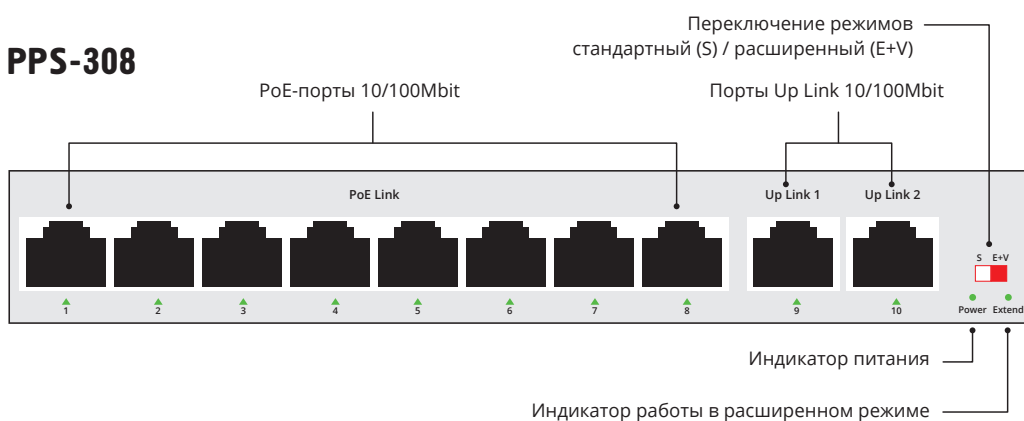 Переключение режимов
стандартный (S) / расширенный (E+V)
PPS-308
PoE-порты 10/100Mbit
Порты Up Link 10/100Mbit
PoE Link
Up Link 1
Up Link 2
S E+V
1 2 3 4 5 6 7 8 9 10
Power Extend
Индикатор питания
Индикатор работы в расширенном режиме